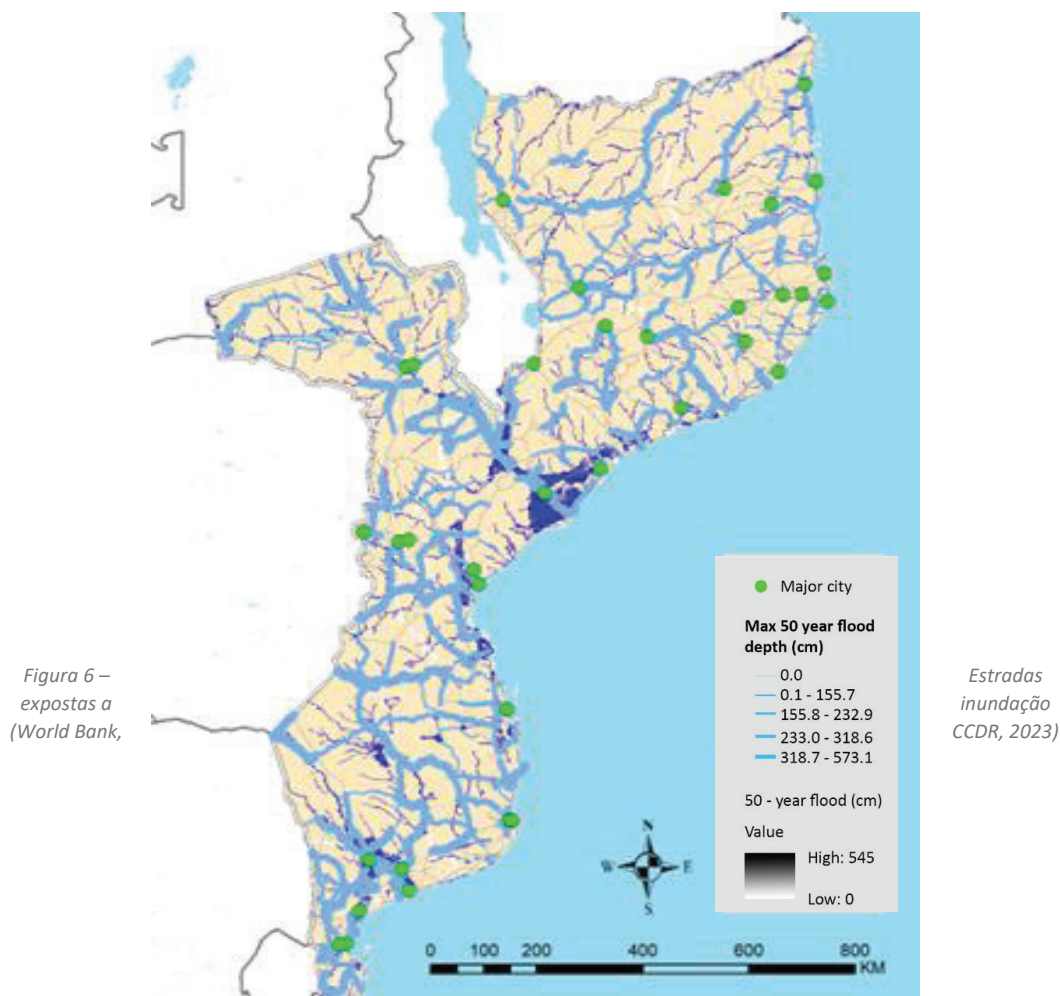 Major city
Max 50 year flood
depth (cm)
0.0
0.1 - 155.7
155.8 - 232.9
233.0 - 318.6
318.7 - 573.1
50 - year flood (cm)
Value
High: 545
Low: 0
N
W E
S
0 100 200 400 600 800
KM
Figura 6 – Estradas
expostas a inundação
(World Bank, CCDR, 2023)